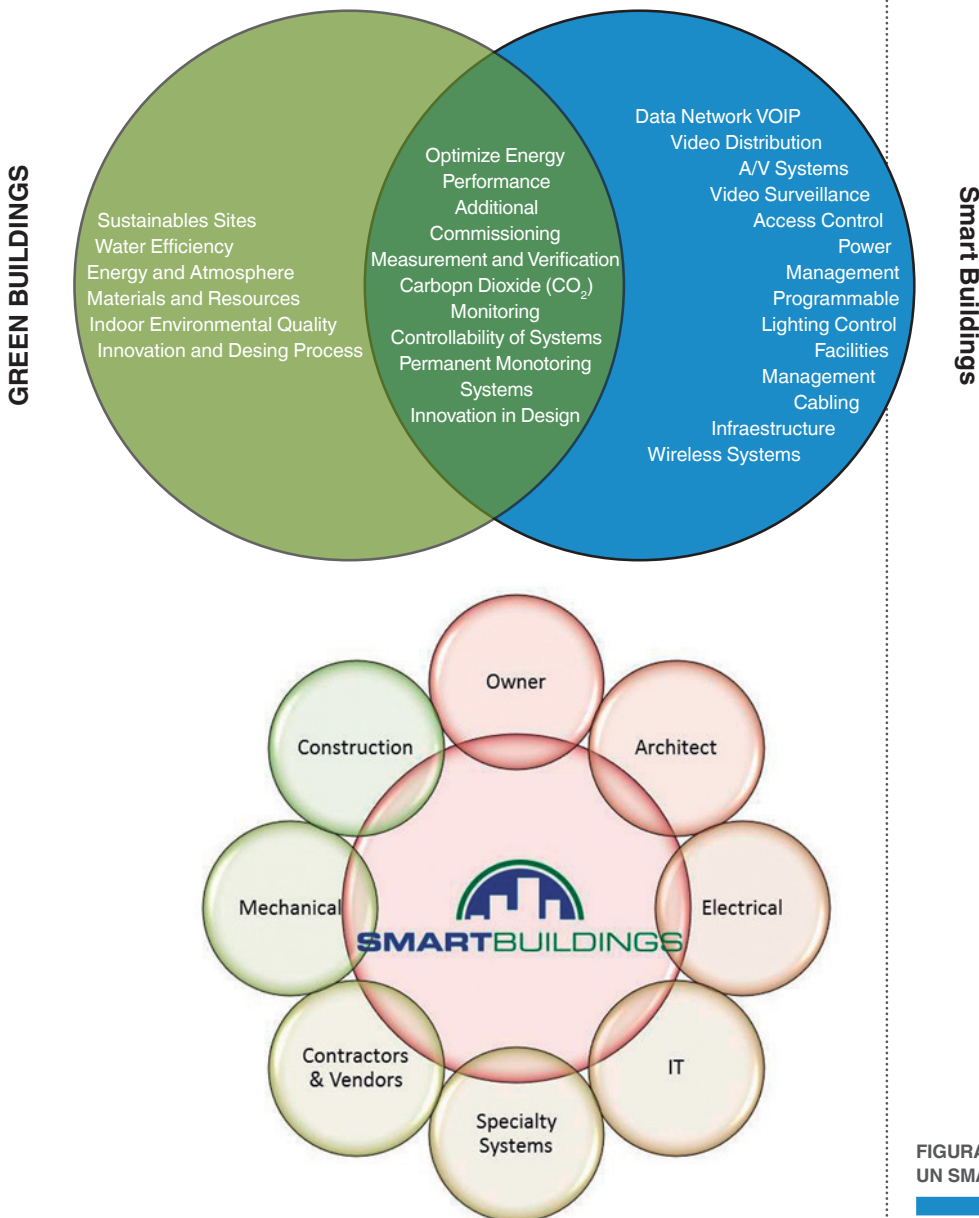 GREEN BUILDINGS
Sustainables Sites
Water Efficiency
Energy and Atmosphere
Materials and Resources
Indoor Environmental Quality
Innovation and Desing Process
Optimize Energy
Performance
Additional
Commissioning
Measurement and Verification
Carbopn Dioxide (CO₂)
Monitoring
Controllability of Systems
Permanent Monotoring
Systems
Innovation in Design
Data Network VOIP
Video Distribution
A/V Systems
Video Surveillance
Access Control
Power
Management
Programmable
Lighting Control
Facilities
Management
Cabling
Infraestructure
Wireless Systems
Smart Buildings
Owner
Architect
Electrical
IT
Specialty
Systems
Contractors
& Vendors
Mechanical
Construction
SMARTBUILDINGS
FIGURA
UN SMA